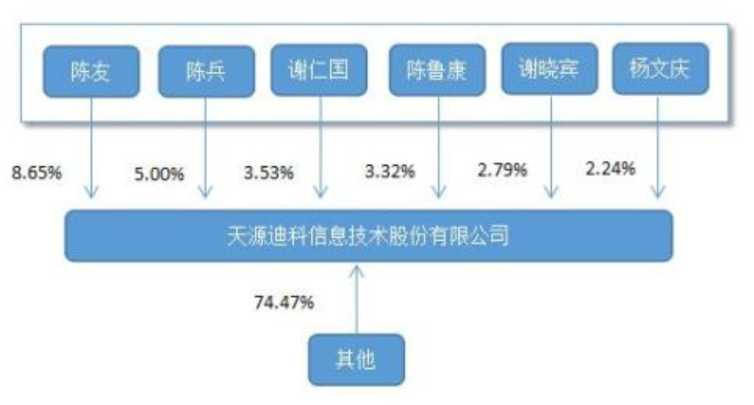 陈友 陈兵 谢仁国 陈鲁康 谢晓宾 杨文庆
8.65% 5.00% 3.53% 3.32% 2.79% 2.24%
天源迪科信息技术股份有限公司
74.47%
其他